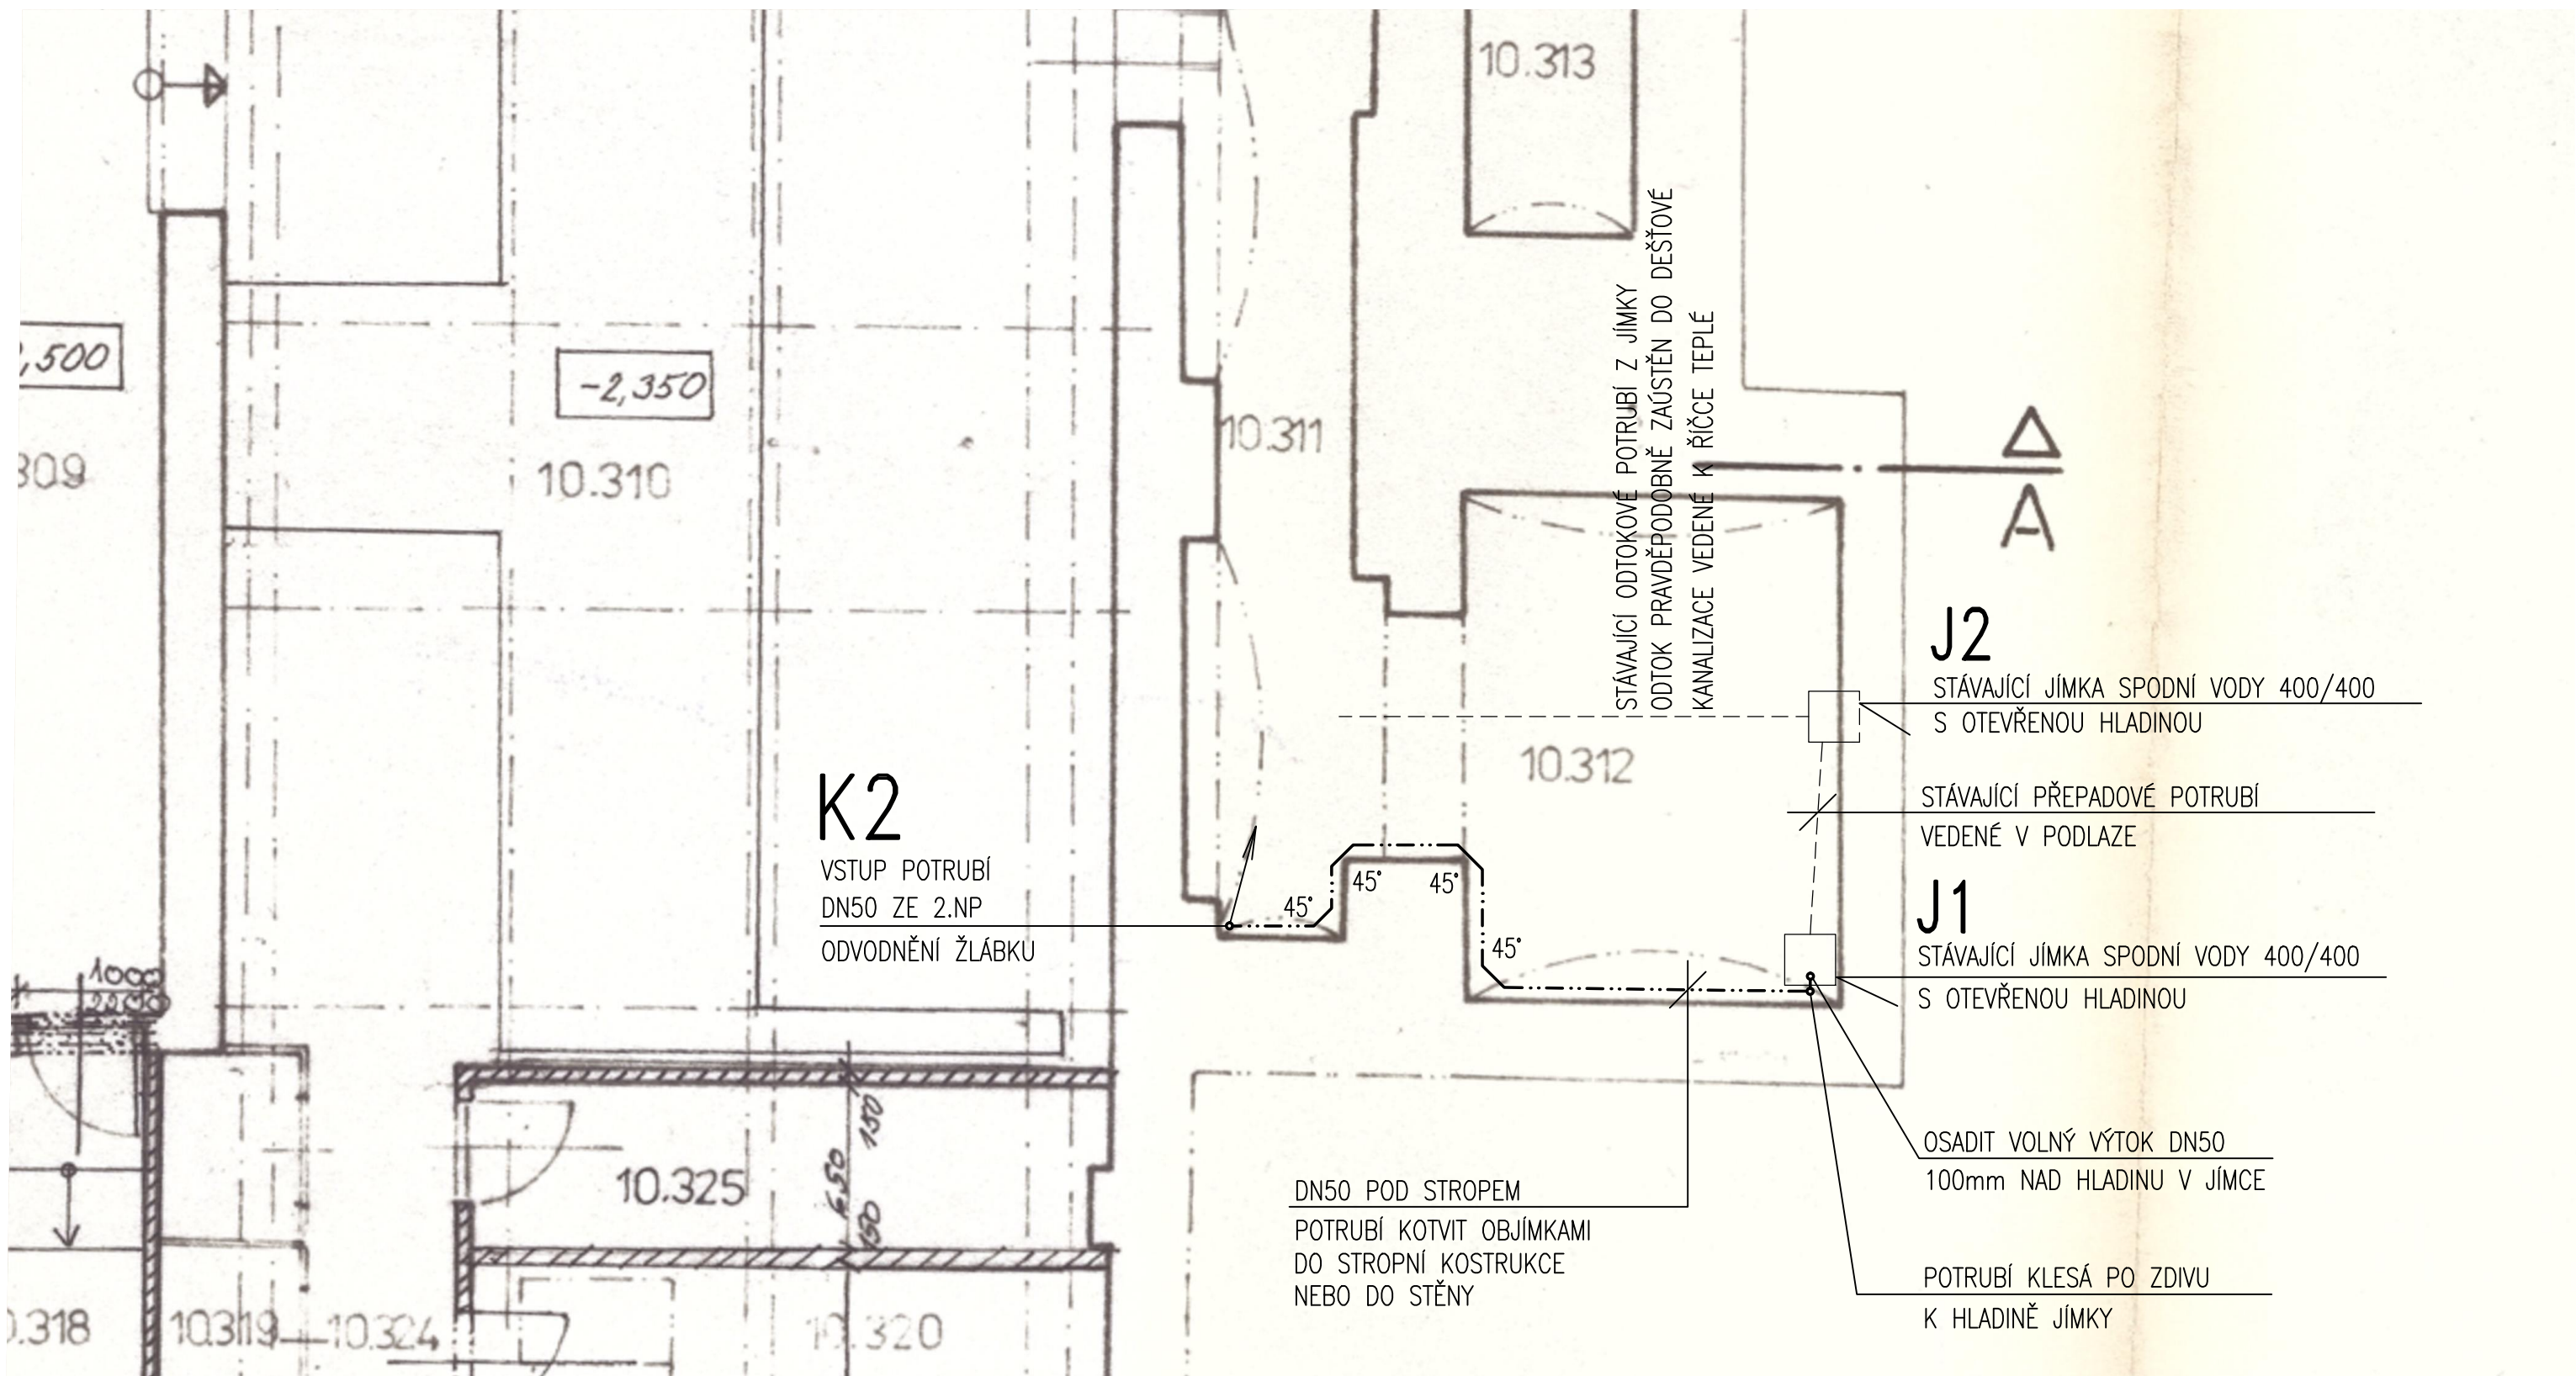 10.313
,500
-2,350
309
10.310
10.311
STÁVAJÍCÍ ODTOKOVÉ POTRUBÍ Z JÍMKY
ODTOK PRAVDĚPODOBNĚ ZAÚSTĚN DO DEŠŤOVÉ
KANALIZACE VEDENÉ K ŘÍČCE TEPLÉ
A
J2
STÁVAJÍCÍ JÍMKA SPODNÍ VODY 400/400
S OTEVŘENOU HLADINOU
10.312
STÁVAJÍCÍ PŘEPADOVÉ POTRUBÍ
VEDENÉ V PODLAZE
K2
VSTUP POTRUBÍ
DN50 ZE 2.NP
ODVODNĚNÍ ŽLÁBKU
45°
45°
45°
45°
J1
STÁVAJÍCÍ JÍMKA SPODNÍ VODY 400/400
S OTEVŘENOU HLADINOU
OSADIT VOLNÝ VÝTOK DN50
100mm NAD HLADINU V JÍMCE
DN50 POD STROPEM
POTRUBÍ KOTVIT OBJÍMKAMI
DO STROPNÍ KOSTRUKCE
NEBO DO STĚNY
POTRUBÍ KLESÁ PO ZDIVU
K HLADINĚ JÍMKY
150
10.325
150
0.318
10.319
10.324
10.320